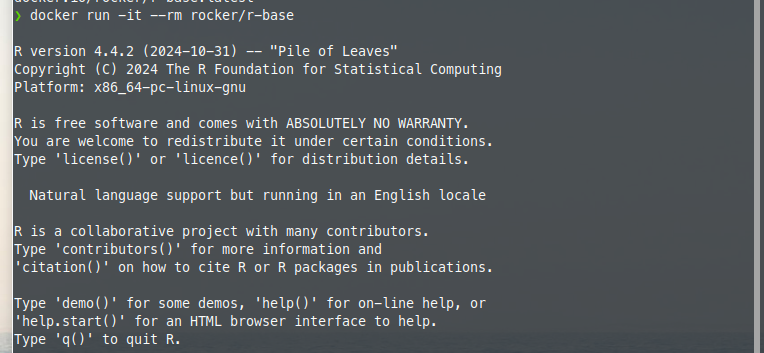 docker.io/rocker/r-base:latest
❯ docker run -it --rm rocker/r-base
R version 4.4.2 (2024-10-31) -- "Pile of Leaves"
Copyright (C) 2024 The R Foundation for Statistical Computing
Platform: x86_64-pc-linux-gnu
R is free software and comes with ABSOLUTELY NO WARRANTY.
You are welcome to redistribute it under certain conditions.
Type 'license()' or 'licence()' for distribution details.
Natural language support but running in an English locale
R is a collaborative project with many contributors.
Type 'contributors()' for more information and
'citation()' on how to cite R or R packages in publications.
Type 'demo()' for some demos, 'help()' for on-line help, or
'help.start()' for an HTML browser interface to help.
Type 'q()' to quit R.